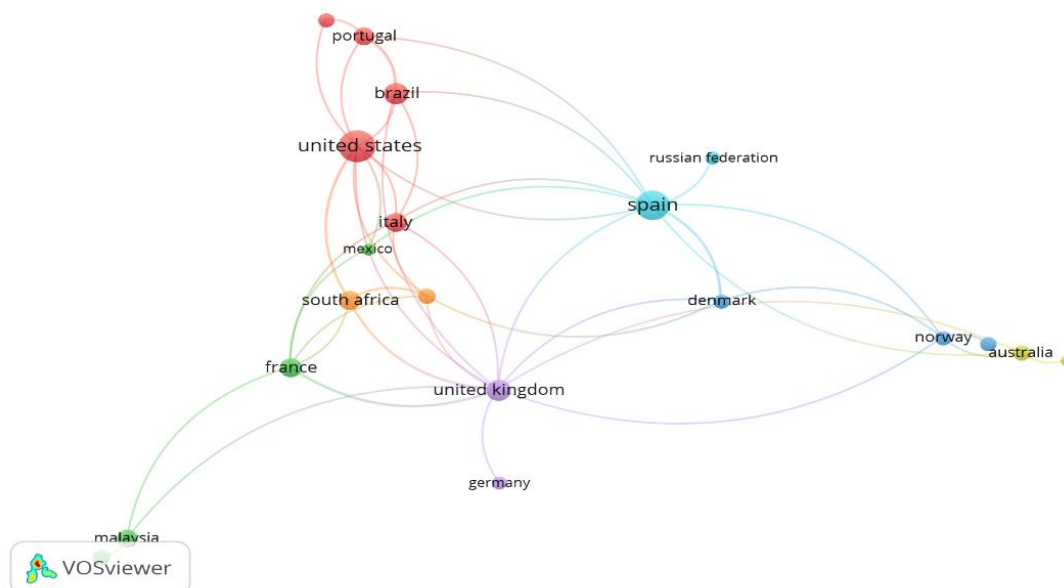 portugal
brazil
united states
russian federation
spain
italy
mexico
south africa
denmark
norway
australia
france
united kingdom
germany
malaysia
VOSviewer